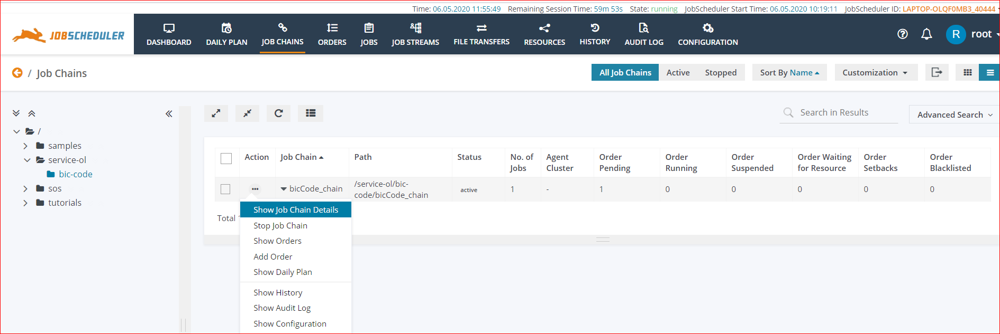 Time: 06.05.2020 11:55:49 Remaining Session Time: 59m 53s State: running JobScheduler Start Time: 06.05.2020 10:19:11 JobScheduler ID: LAPTOP-OLQF0MB3_40444
JOBSCHEDULER
DASHBOARD DAILY PLAN JOB CHAINS ORDERS JOBS JOB STREAMS FILE TRANSFERS RESOURCES HISTORY AUDIT LOG CONFIGURATION
R root
/ Job Chains
All Job Chains Active Stopped Sort By Name Customization
Search in Results Advanced Search
/
samples
service-ol
bic-code
sos
tutorials
Action Job Chain Path Status No. of Jobs Agent Cluster Order Pending Order Running Order Suspended Order Waiting for Resource Order Setbacks Order Blacklisted
bicCode_chain /service-ol/bic-code/bicCode_chain active 1 - 1 0 0 0 0 0
Total
Show Job Chain Details
Stop Job Chain
Show Orders
Add Order
Show Daily Plan
Show History
Show Audit Log
Show Configuration